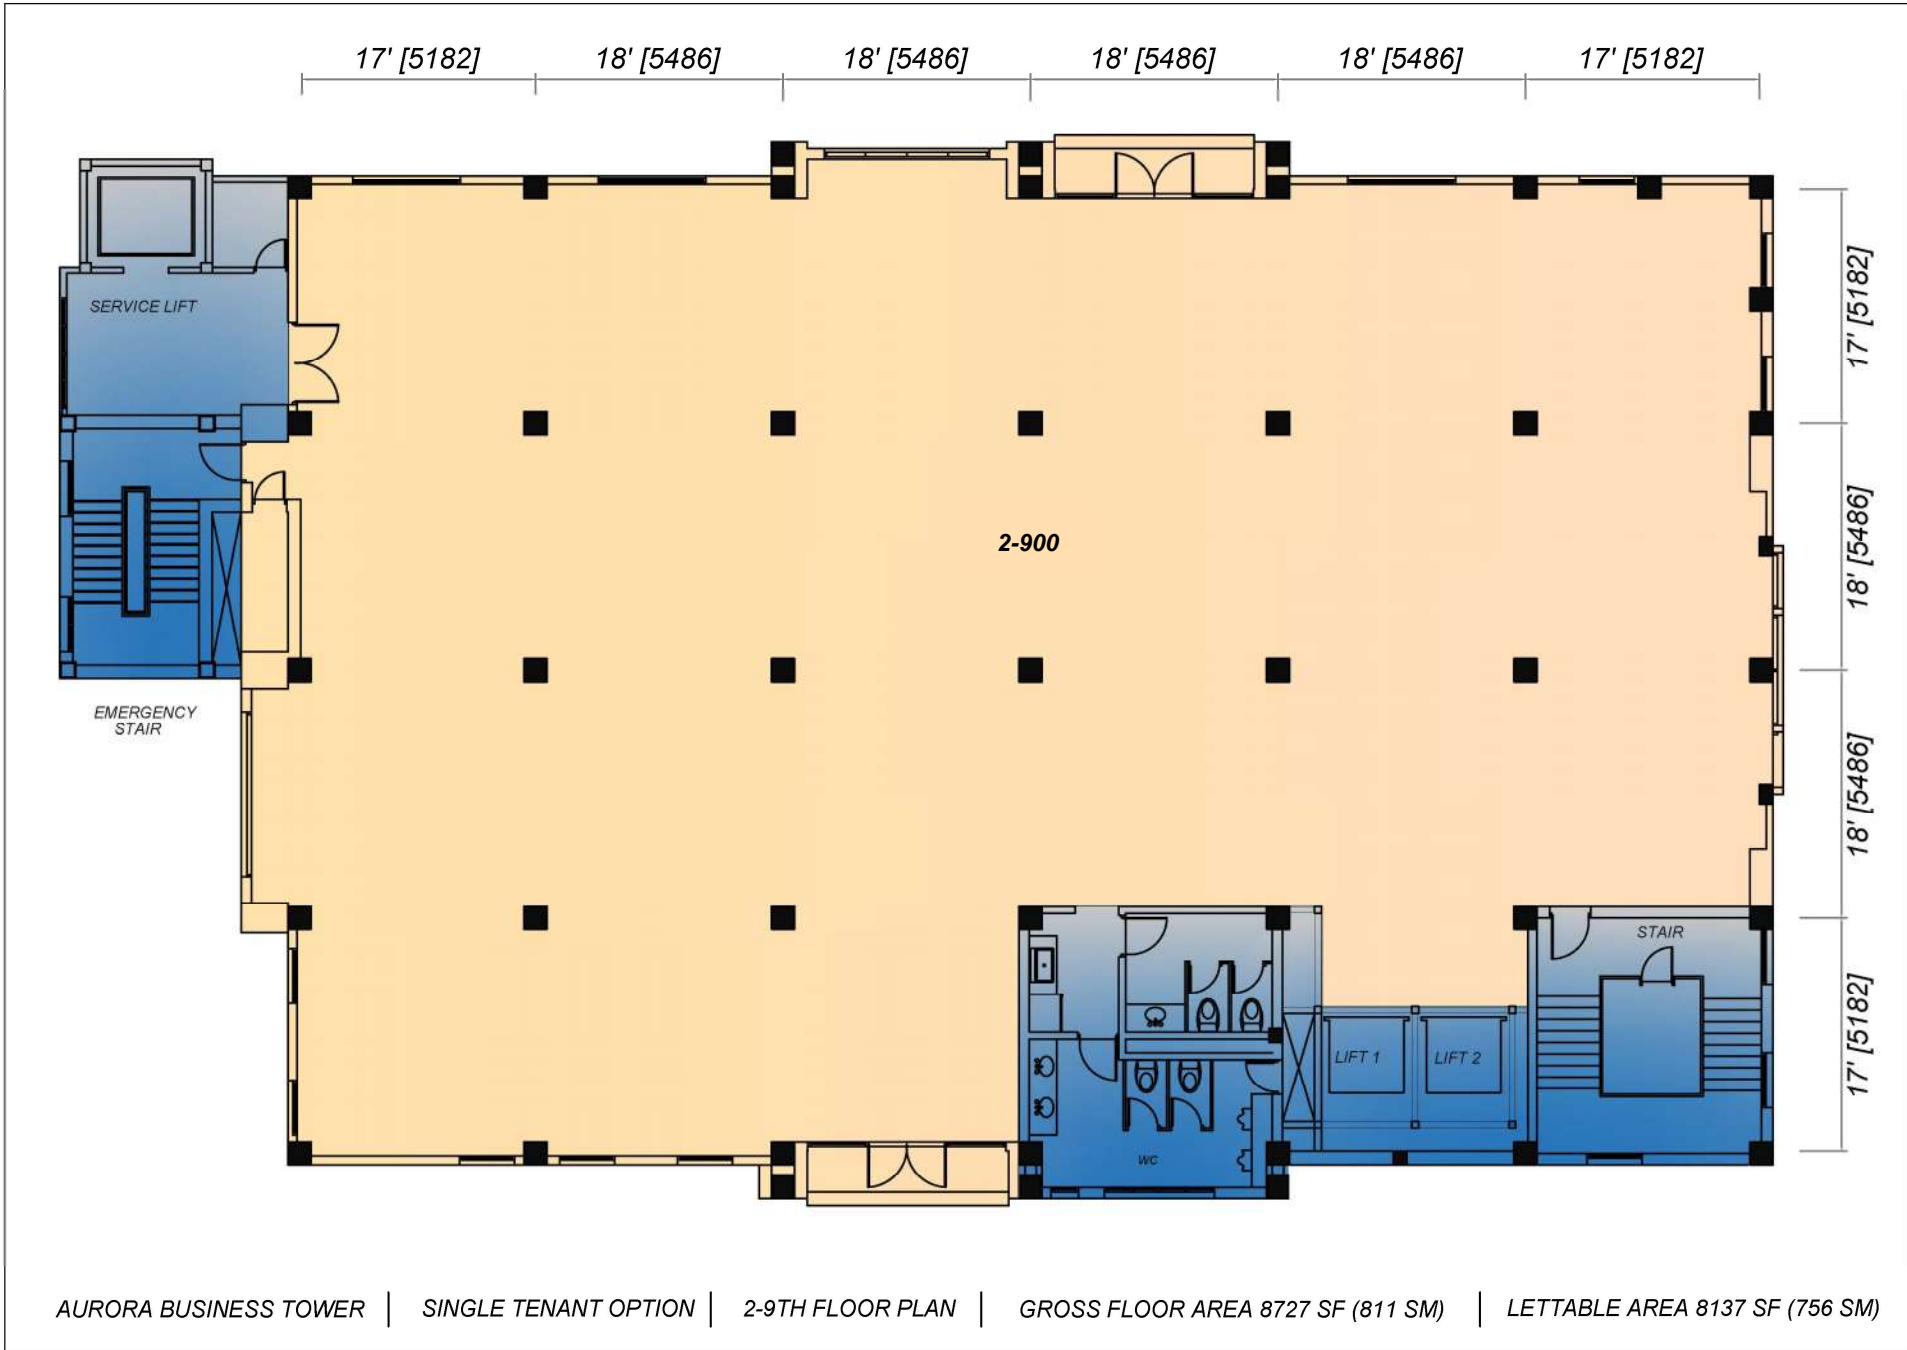 17' [5182]
18' [5486]
18' [5486]
18' [5486]
18' [5486]
17' [5182]
SERVICE LIFT
17' [5182]
2-900
18' [5486]
EMERGENCY
STAIR
18' [5486]
STAIR
LIFT 1
LIFT 2
17' [5182]
WC
AURORA BUSINESS TOWER | SINGLE TENANT OPTION | 2-9TH FLOOR PLAN | GROSS FLOOR AREA 8727 SF (811 SM) | LETTABLE AREA 8137 SF (756 SM)